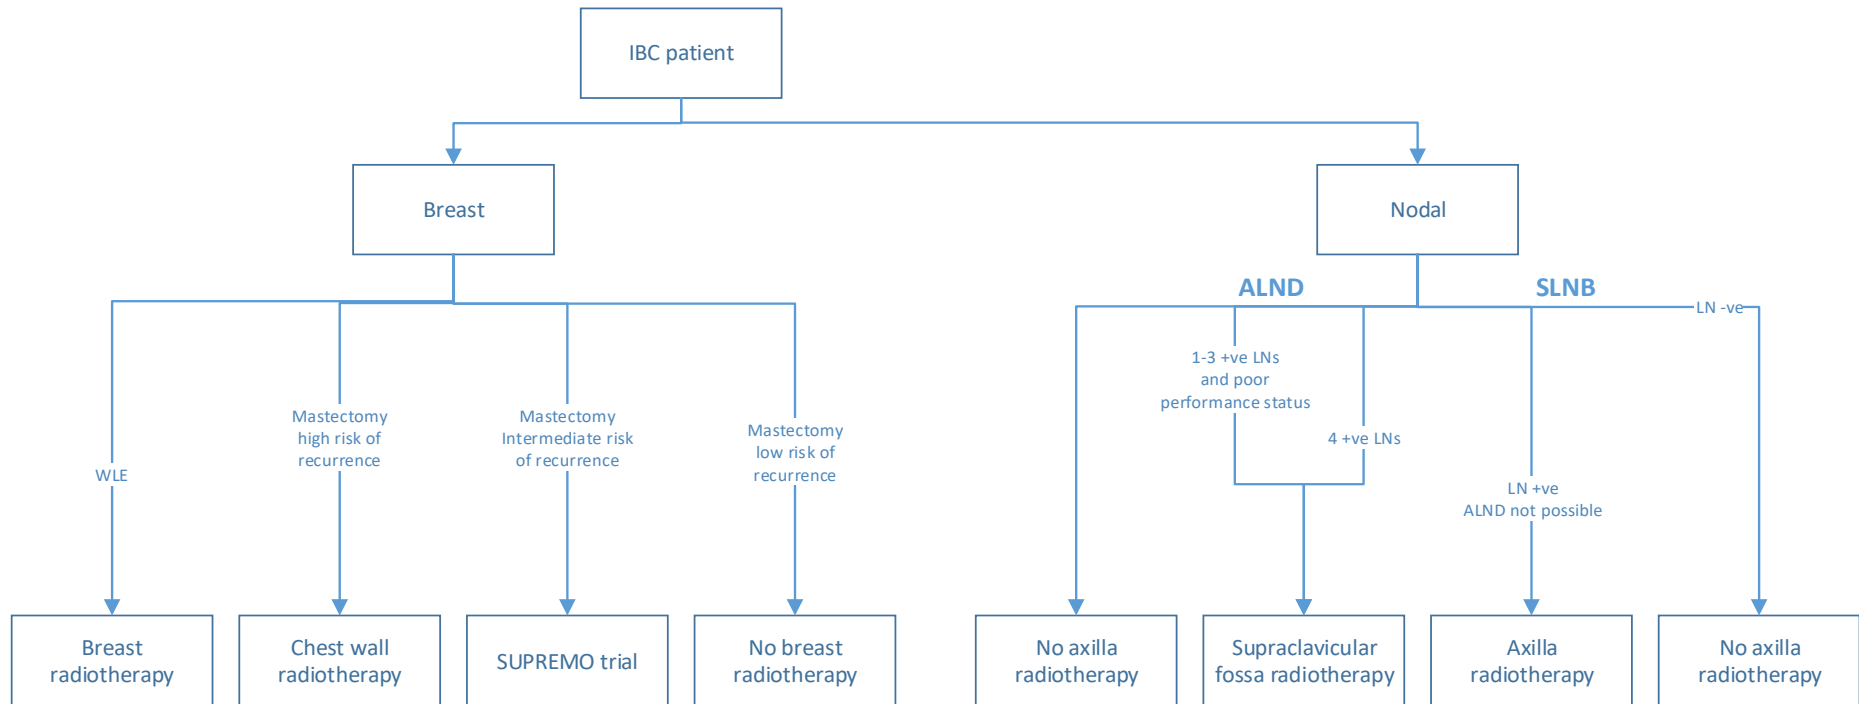 IBC patient
Breast
Nodal
ALND
SLNB
LN -ve
1-3 +ve LNs
and poor
performance status
4 +ve LNs
Mastectomy
high risk of
recurrence
Mastectomy
Intermediate risk
of recurrence
Mastectomy
low risk of
recurrence
WLE
LN +ve
ALND not possible
Breast
radiotherapy
Chest wall
radiotherapy
SUPREMO trial
No breast
radiotherapy
No axilla
radiotherapy
Supraclavicular
fossa radiotherapy
Axilla
radiotherapy
No axilla
radiotherapy